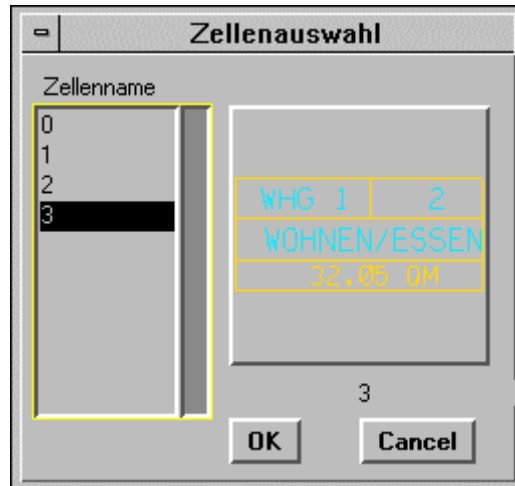 Zellenauswahl
Zellenname
0
1
2
3
WHG 1 2
WOHNEN/ESSEN
32.05 QM
3
OK Cancel